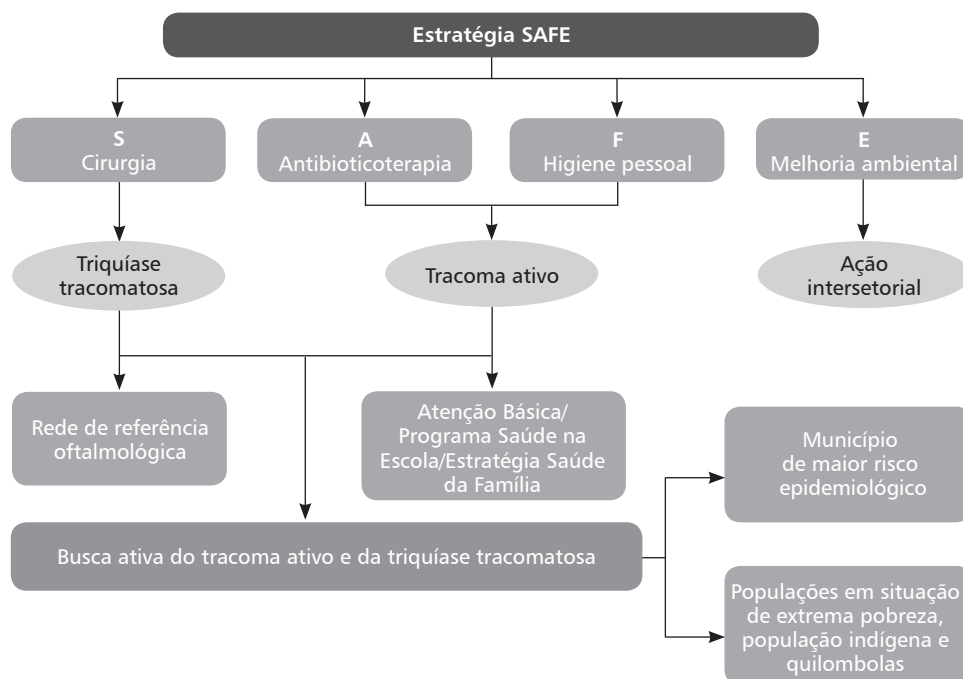 Estratégia SAFE
S
Cirurgia
A
Antibioticoterapia
F
Higiene pessoal
E
Melhoria ambiental
Triquíase
tracomatosa
Tracoma ativo
Ação
intersetorial
Rede de referência
oftalmológica
Atenção Básica/
Programa Saúde na
Escola/Estratégia Saúde
da Família
Município
de maior risco
epidemiológico
Busca ativa do tracoma ativo e da triquíase tracomatosa
Populações em situação
de extrema pobreza,
população indígena e
quilombolas